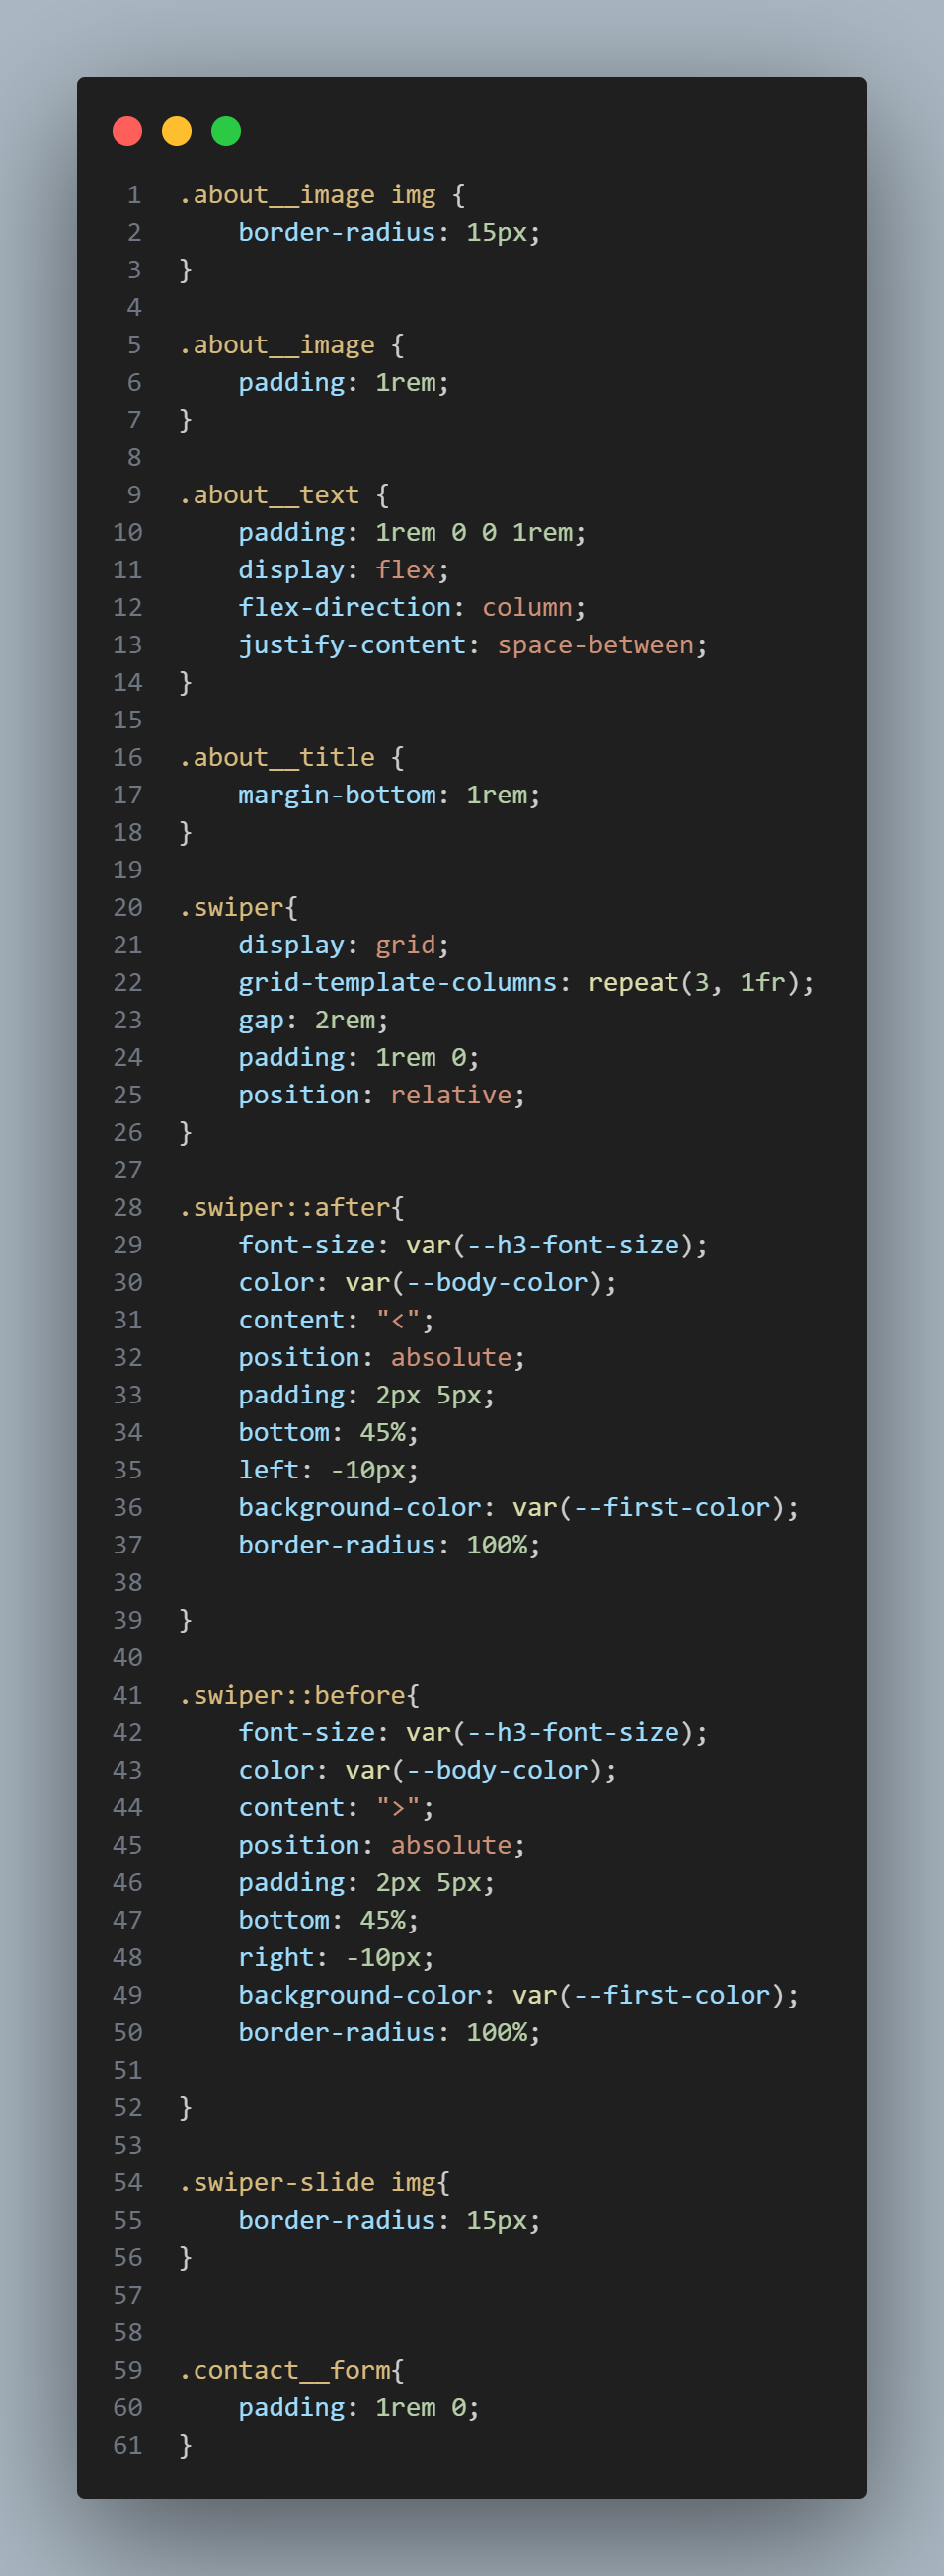 1 .about__image img {
2     border-radius: 15px;
3 }
4
5 .about__image {
6     padding: 1rem;
7 }
8
9 .about__text {
10     padding: 1rem 0 0 1rem;
11     display: flex;
12     flex-direction: column;
13     justify-content: space-between;
14 }
15
16 .about__title {
17     margin-bottom: 1rem;
18 }
19
20 .swiper{
21     display: grid;
22     grid-template-columns: repeat(3, 1fr);
23     gap: 2rem;
24     padding: 1rem 0;
25     position: relative;
26 }
27
28 .swiper::after{
29     font-size: var(--h3-font-size);
30     color: var(--body-color);
31     content: "<";
32     position: absolute;
33     padding: 2px 5px;
34     bottom: 45%;
35     left: -10px;
36     background-color: var(--first-color);
37     border-radius: 100%;
38
39 }
40
41 .swiper::before{
42     font-size: var(--h3-font-size);
43     color: var(--body-color);
44     content: ">";
45     position: absolute;
46     padding: 2px 5px;
47     bottom: 45%;
48     right: -10px;
49     background-color: var(--first-color);
50     border-radius: 100%;
51
52 }
53
54 .swiper-slide img{
55     border-radius: 15px;
56 }
57
58
59 .contact__form{
60     padding: 1rem 0;
61 }